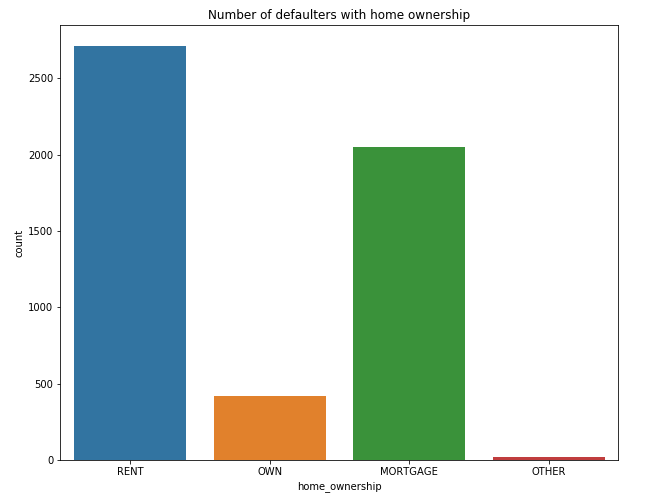 Number of defaulters with home ownership
2500
2000
1500
1000
500
0
count
RENT OWN MORTGAGE OTHER
home_ownership